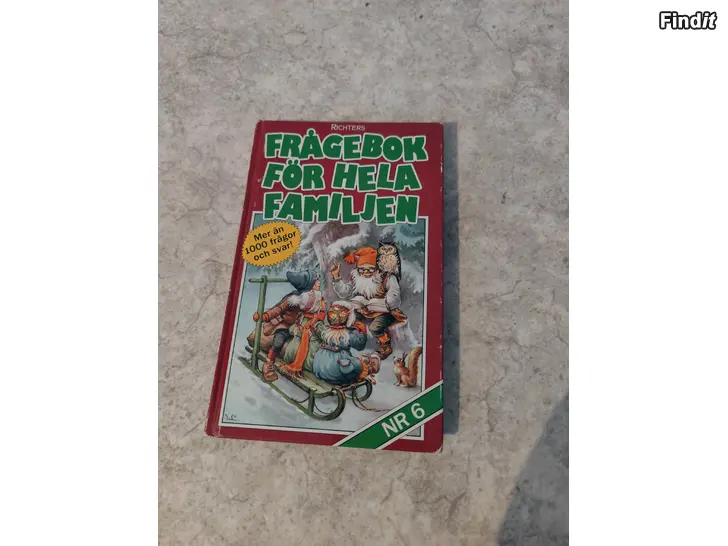 Findit
RICHTERS
FRÅGEBOK
FÖR HELA
FAMILJEN
Mer än
1000 frågor
och svar!
NR 6